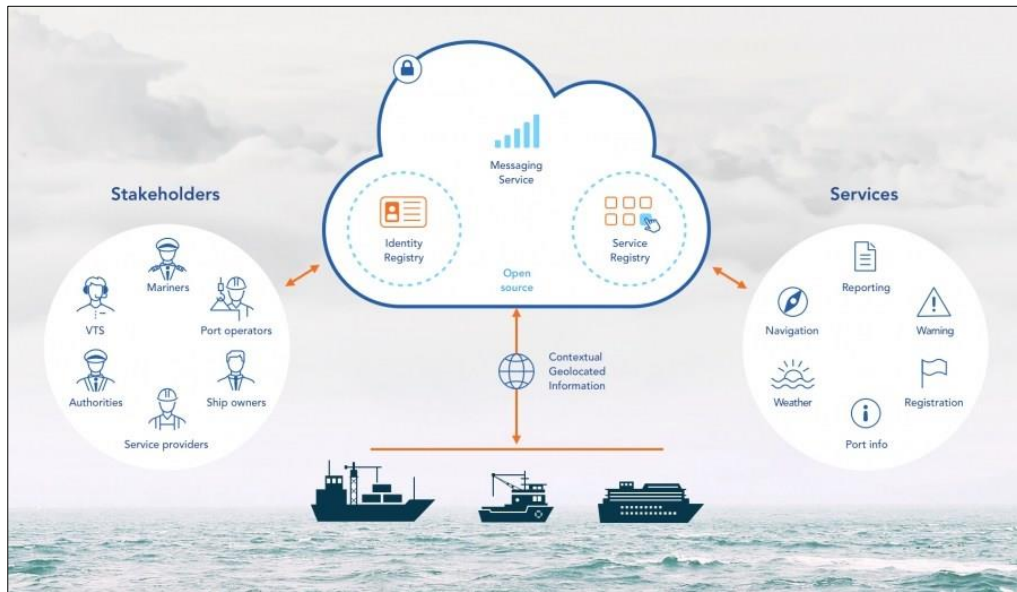 Messaging
Service
Identity
Registry
Service
Registry
Open
source
Stakeholders
Mariners
VTS
Port operators
Authorities
Ship owners
Service providers
Services
Reporting
Navigation
Warning
Weather
Registration
Port info
Contextual
Geolocated
Information